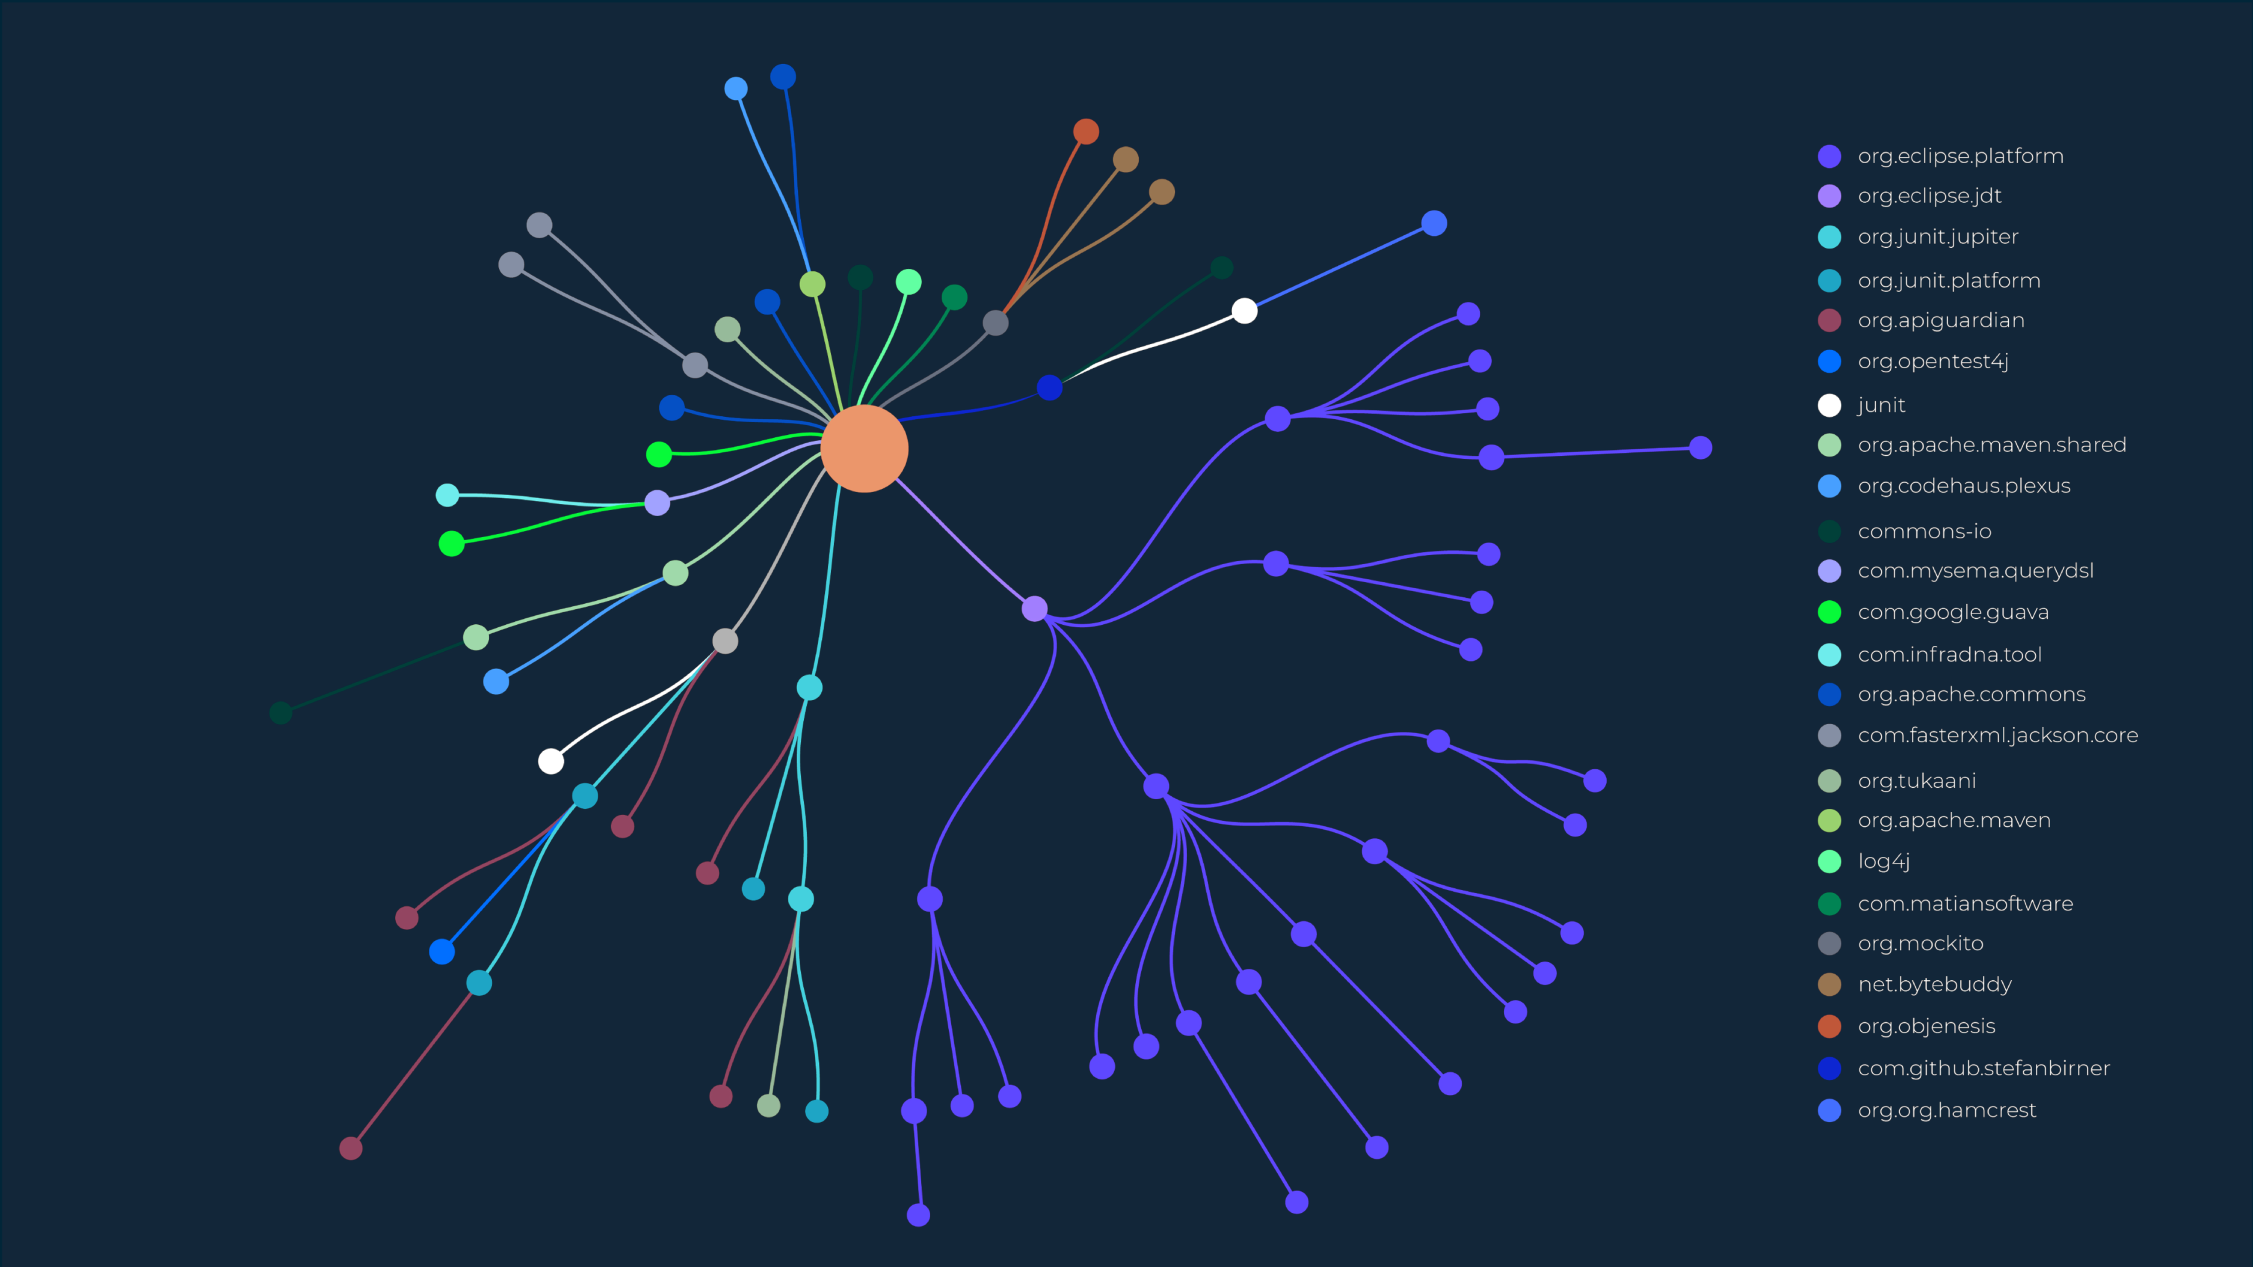 org.eclipse.platform
org.eclipse.jdt
org.junit.jupiter
org.junit.platform
org.apiguardian
org.opentest4j
junit
org.apache.maven.shared
org.codehaus.plexus
commons-io
com.mysema.querydsl
com.google.guava
com.infradna.tool
org.apache.commons
com.fasterxml.jackson.core
org.tukaani
org.apache.maven
log4j
com.matiansoftware
org.mockito
net.bytebuddy
org.objenesis
com.github.stefanbirner
org.org.hamcrest